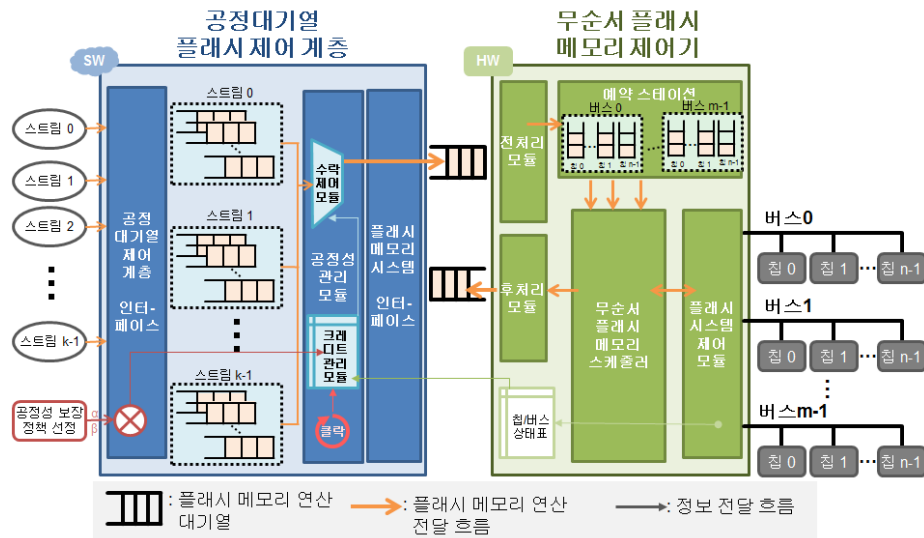 공정대기열
플래시 제어 계층
무순서 플래시
메모리 제어기
SW
HW
스트림 0
스트림 1
스트림 2
스트림 k-1
공정성 보장
정책 선정
α
β
공정
대기열
제어
계층
인터-
페이스
스트림 0
스트림 1
스트림 k-1
수락
제어
모듈
공정성
관리
모듈
크레
디트
관리
모듈
클락
플래시
메모리
시스템
인터-
페이스
전처리
모듈
예약 스테이션
버스 0
칩 0
칩 1
칩 n-1
버스 m-1
칩 0
칩 1
칩 n-1
후처리
모듈
무순서
플래시
메모리
스케줄러
플래시
시스템
제어
모듈
칩/버스
상태표
버스0
칩 0
칩 1
칩 n-1
버스1
칩 0
칩 1
칩 n-1
버스m-1
칩 0
칩 1
칩 n-1
: 플래시 메모리 연산
대기열
: 플래시 메모리 연산
전달 흐름
: 정보 전달 흐름